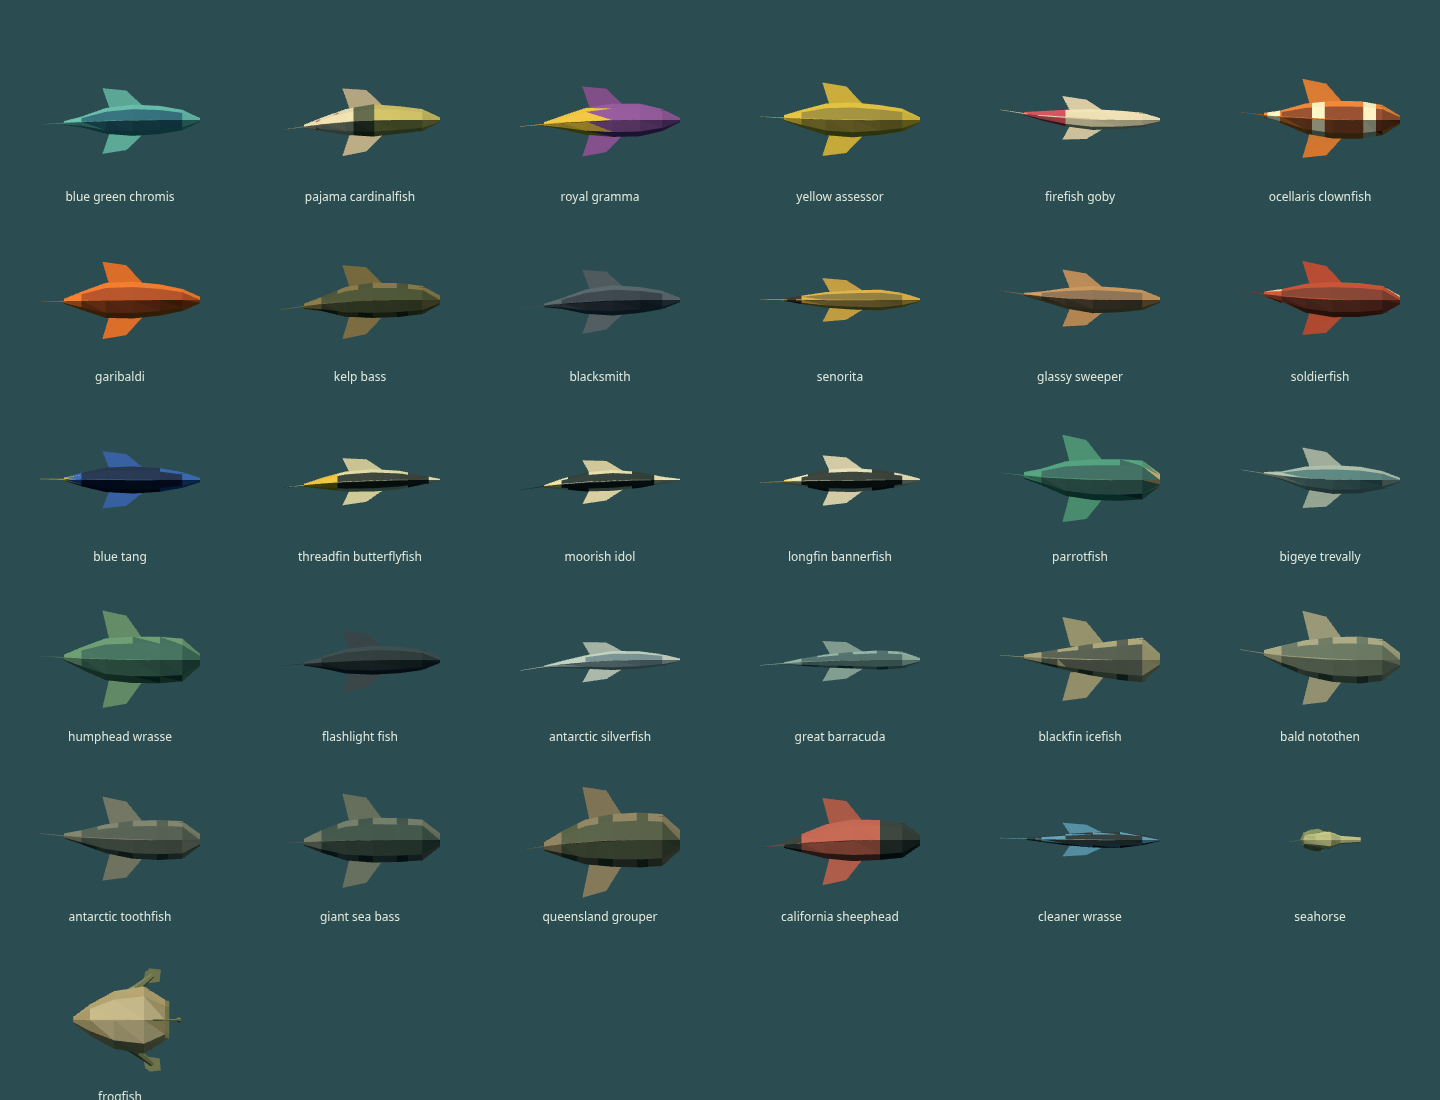 blue green chromis
pajama cardinalfish
royal gramma
yellow assessor
firefish goby
ocellaris clownfish
garibaldi
kelp bass
blacksmith
senorita
glassy sweeper
soldierfish
blue tang
threadfin butterflyfish
moorish idol
longfin bannerfish
parrotfish
bigeye trevally
humphead wrasse
flashlight fish
antarctic silverfish
great barracuda
blackfin icefish
bald notothen
antarctic toothfish
giant sea bass
queensland grouper
california sheephead
cleaner wrasse
seahorse
frogfish